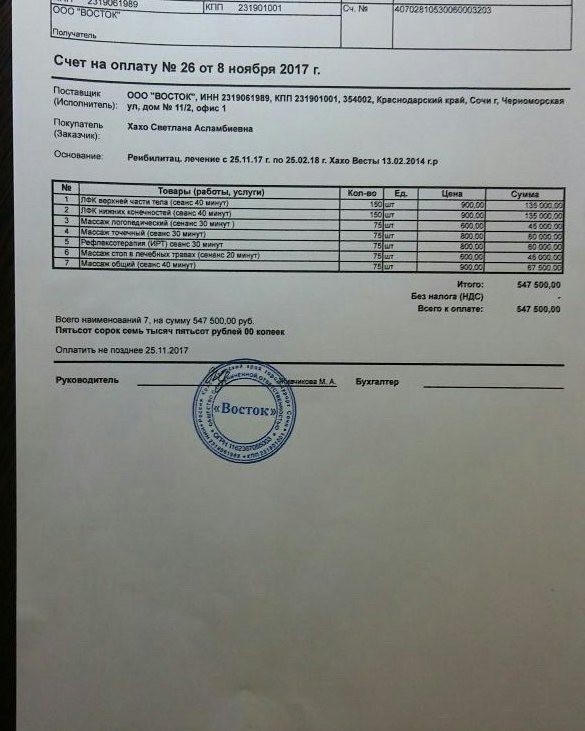 2319061989 КПП 231901001 Сч. № 40702810530060003203
ООО "ВОСТОК"
Получатель
Счет на оплату № 26 от 8 ноября 2017 г.
Поставщик (Исполнитель): ООО "ВОСТОК", ИНН 2319061989, КПП 231901001, 354002, Краснодарский край, Сочи г, Черноморская
ул, дом № 11/2, офис 1
Покупатель (Заказчик): Хахо Светлана Асламбиевна
Основание: Реибилитац. лечение с 25.11.17 г. по 25.02.18 г. Хахо Весты 13.02.2014 г.р
№ Товары (работы, услуги) Кол-во Ед. Цена Сумма
1 ЛФК верхней части тела (сеанс 40 минут) 150 шт 900,00 135 000,00
2 ЛФК нижних конечностей (сеанс 40 минут) 150 шт 900,00 135 000,00
3 Массаж логопедический (сенанс 30 минут ) 75 шт 600,00 45 000,00
4 Массаж точечный (сеанс 30 минут) 75 шт 800,00 60 000,00
5 Рефлексотерапия (ИРТ) сеанс 30 минут 75 шт 800,00 60 000,00
6 Массаж стоп в лечебных травах (сенанс 20 минут) 75 шт 600,00 45 000,00
7 Массаж общий (сеанс 40 минут) 75 шт 900,00 67 500,00
Итого: 547 500,00
Без налога (НДС) -
Всего к оплате: 547 500,00
Всего наименований 7, на сумму 547 500,00 руб.
Пятьсот сорок семь тысяч пятьсот рублей 00 копеек
Оплатить не позднее 25.11.2017
Руководитель М. А. Бухгалтер
«Восток»